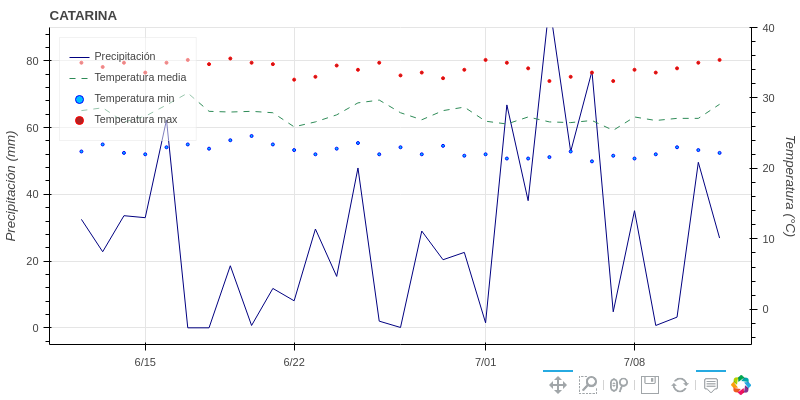 CATARINA
Precipitación
Temperatura media
Temperatura min
Temperatura max
Precipitación (mm)
80
60
40
20
0
40
30
20
10
0
Temperatura (°C)
6/15
6/22
7/01
7/08